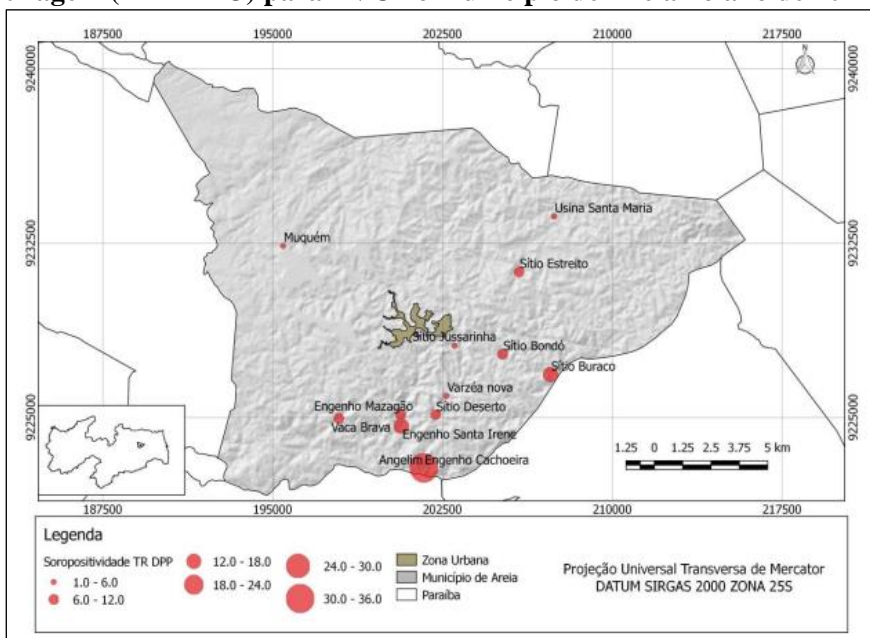 187500 195000 202500 210000 217500
9240000 9240000
Usina Santa Maria
Muquém
9232500 9232500
Sítio Estreito
Sítio Jussarinha
Sítio Bondó
Sítio Buraco
Varzéa nova
Engenho Mazagão Sítio Deserto
9225000 9225000
Vaca Brava Engenho Santa Irene
Angelim Engenho Cachoeira
1.25 0 1.25 2.5 3.75 5 km
187500 195000 202500 210000 217500
Legenda
Soropositividade TR DPP
1.0 - 6.0
6.0 - 12.0
12.0 - 18.0
18.0 - 24.0
24.0 - 30.0
30.0 - 36.0
Zona Urbana
Município de Areia
Paraíba
Projeção Universal Transversa de Mercator
DATUM SIRGAS 2000 ZONA 25S